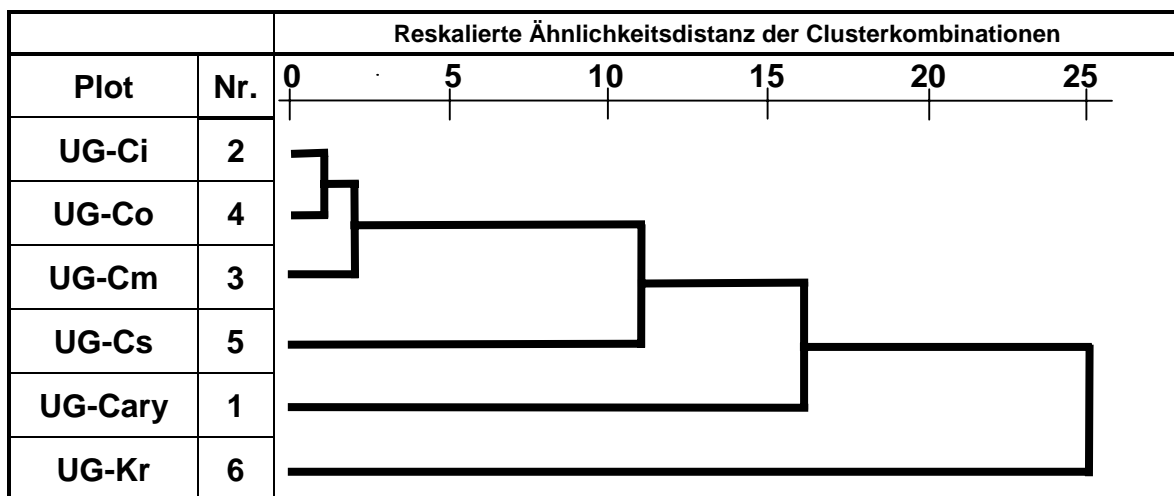 Reskalierte Ähnlichkeitsdistanz der Clusterkombinationen
Plot Nr. 0 5 10 15 20 25
UG-Ci 2
UG-Co 4
UG-Cm 3
UG-Cs 5
UG-Cary 1
UG-Kr 6